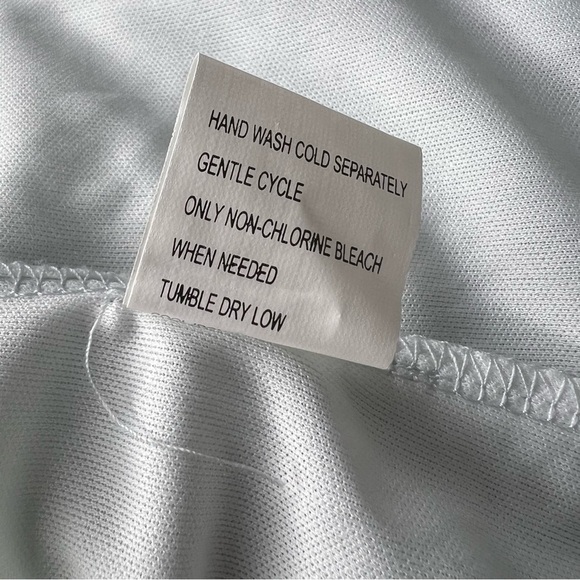 HAND WASH COLD SEPARATELY
GENTLE CYCLE
ONLY NON-CHLORINE BLEACH
WHEN NEEDED
TUMBLE DRY LOW